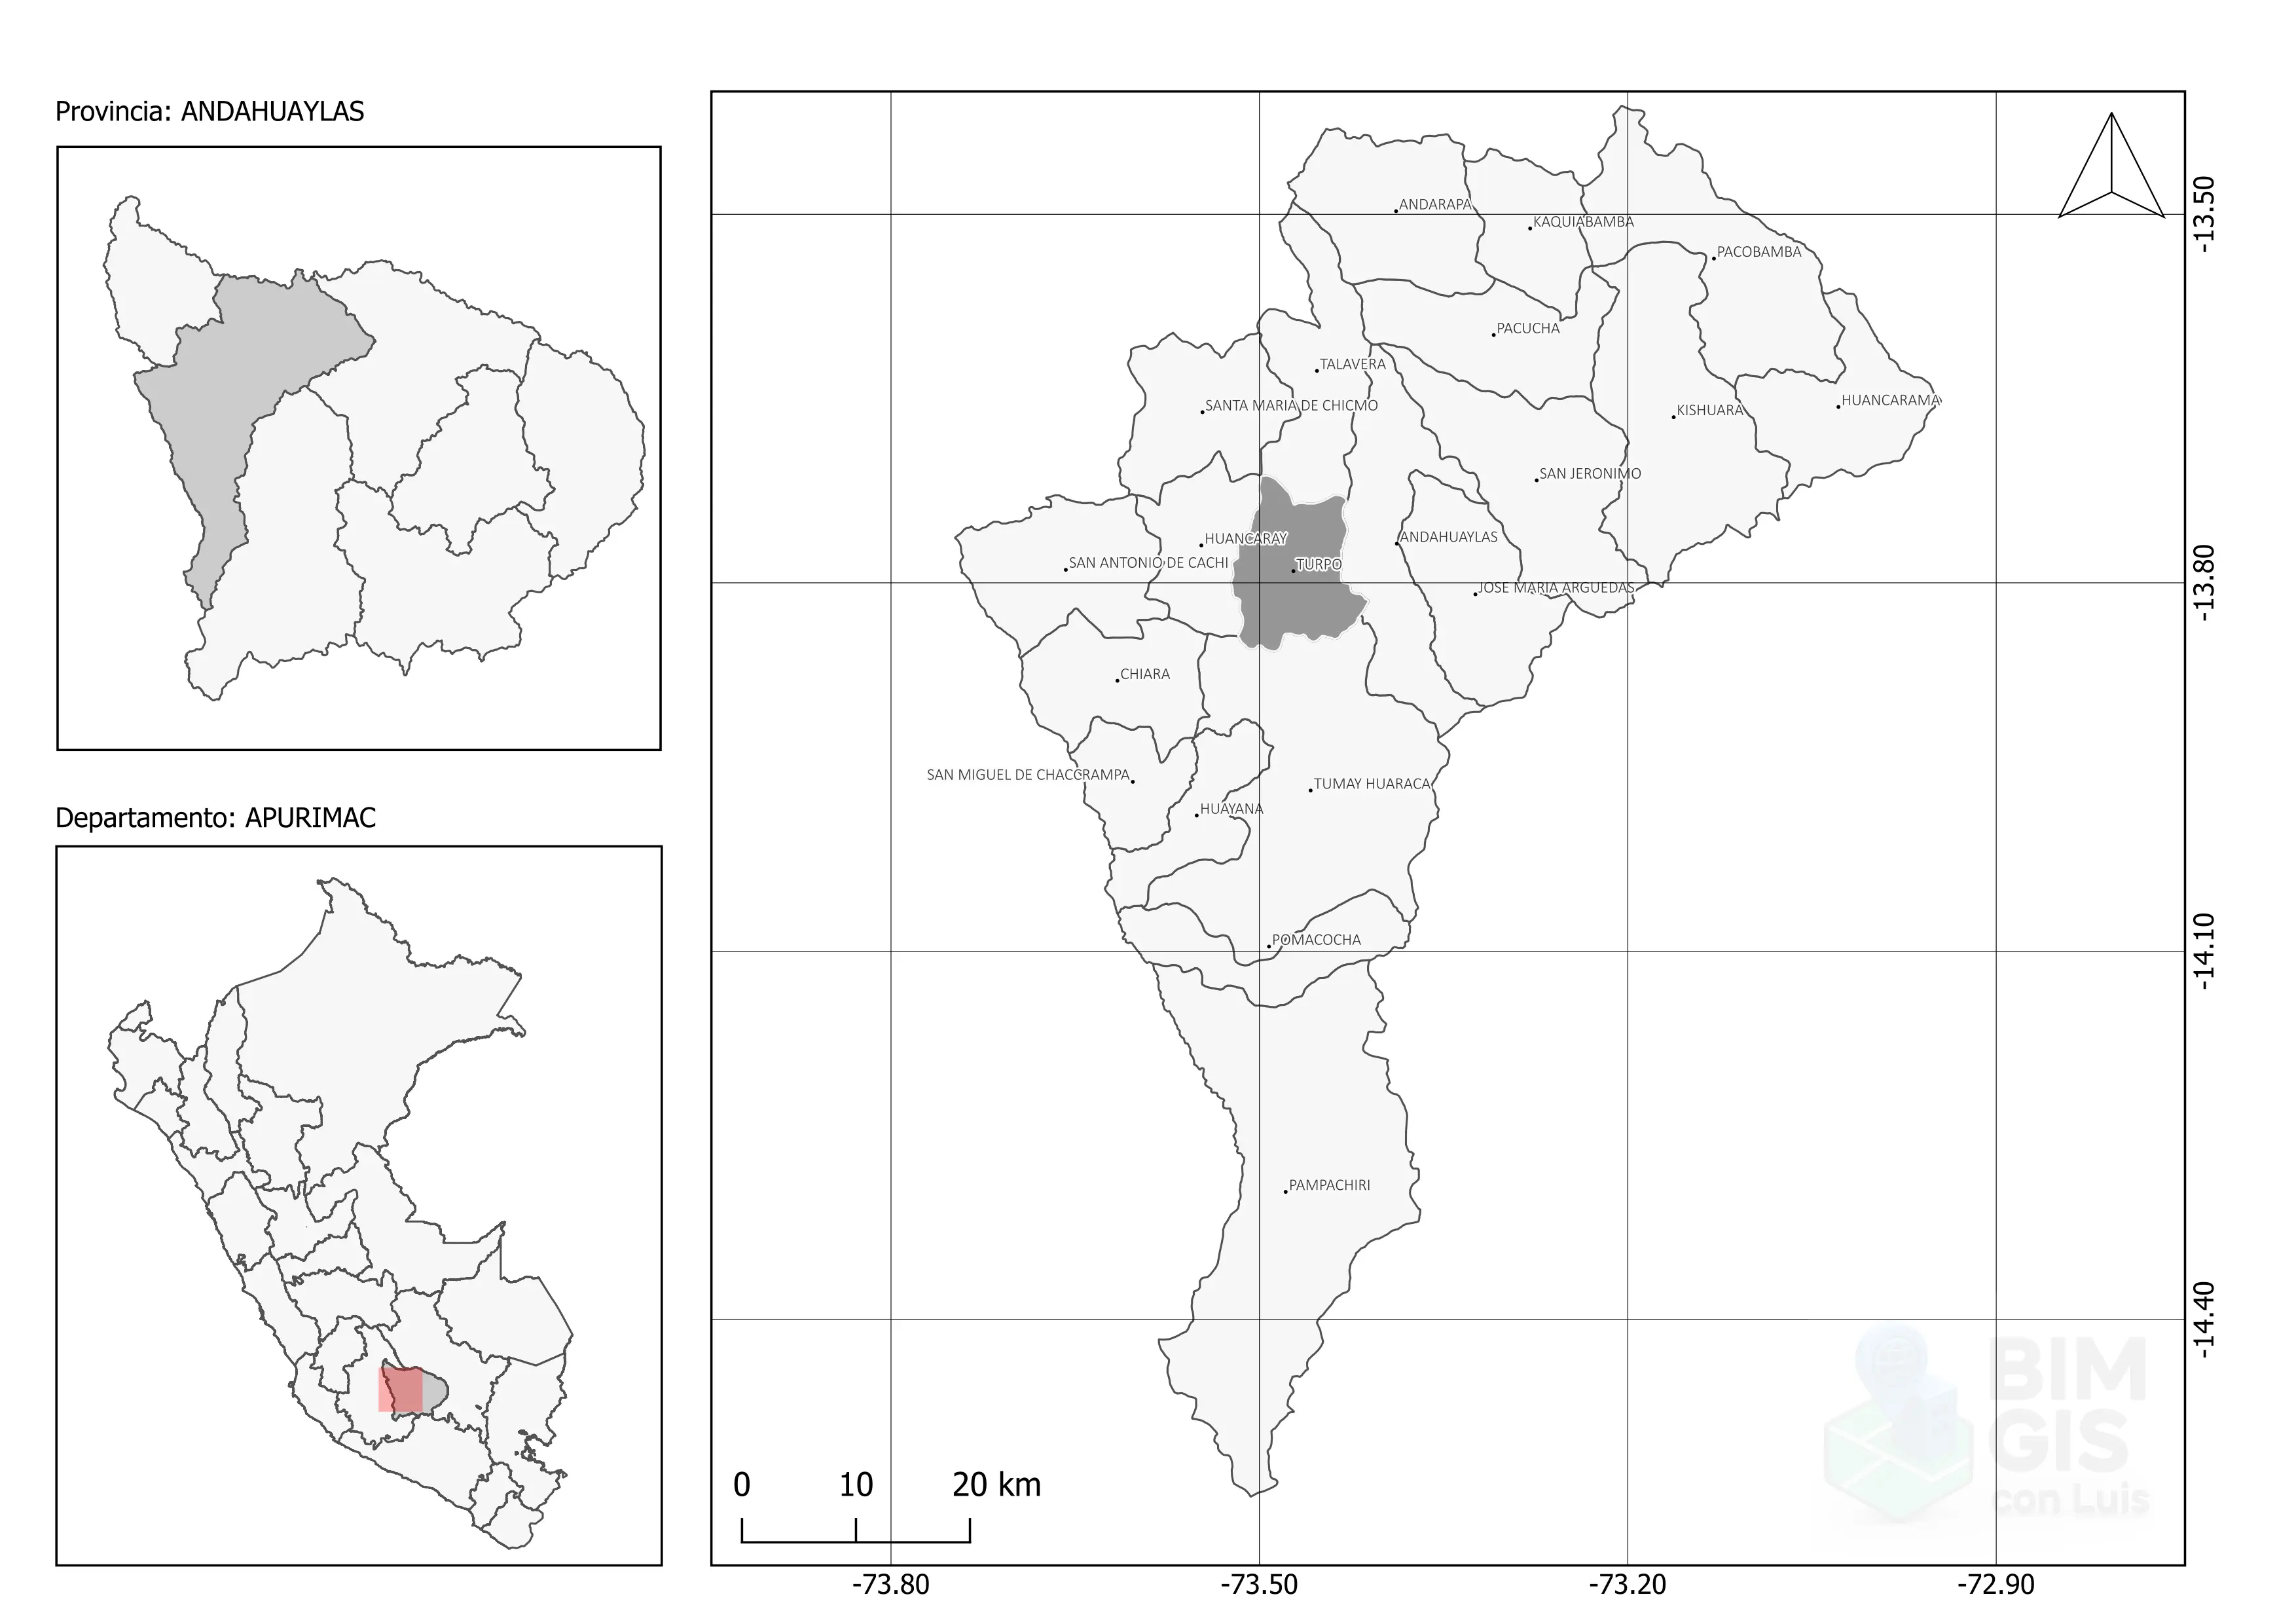 Provincia: ANDAHUAYLAS
Departamento: APURIMAC
ANDARAPA
KAQUIABAMBA
PACOBAMBA
PACUCHA
TALAVERA
HUANCARAMA
SANTA MARIA DE CHICMO
KISHUARA
SAN JERONIMO
HUANCARAY
ANDAHUAYLAS
SAN ANTONIO DE CACHI
TURPO
JOSE MARIA ARGUEDAS
CHIARA
SAN MIGUEL DE CHACCRAMPA
TUMAY HUARACA
HUAYANA
POMACOCHA
PAMPACHIRI
-13.50
-13.80
-14.10
-14.40
BIM
GIS
con Luis
0 10 20 km
-73.80 -73.50 -73.20 -72.90